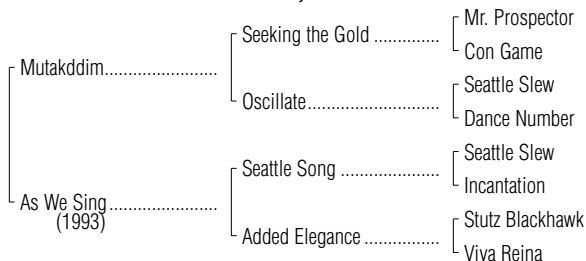 Mr. Prospector
Seeking the Gold ..............
Con Game
Mutakddim.......................
Seattle Slew
Oscillate...........................
Dance Number
Seattle Slew
Seattle Song ....................
Incantation
As We Sing......................
(1993)
Stutz Blackhawk
Added Elegance ...............
Viva Reina